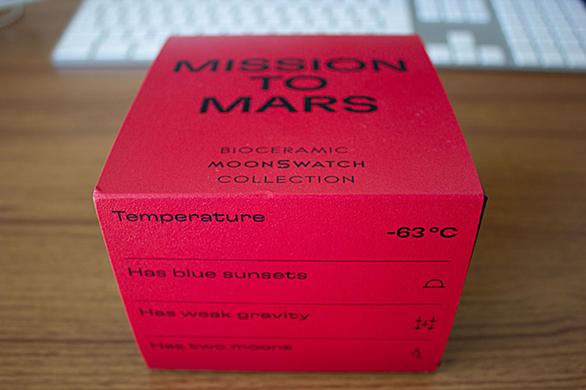 MISSION
TO
MARS
BIOCERAMIC
MOONSWATCH
COLLECTION
Temperature
-63 °C
Has blue sunsets
Has weak gravity
Has two moons